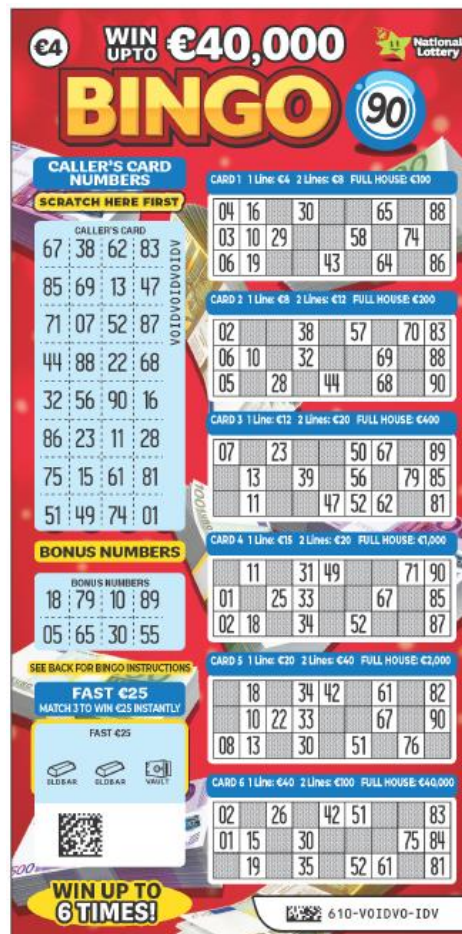 €4
WIN UPTO €40,000
National Lottery
BINGO 90
CALLER'S CARD NUMBERS
SCRATCH HERE FIRST
CALLER'S CARD
67 38 62 83
85 69 13 47
71 07 52 87
44 88 22 68
32 56 90 16
86 23 11 28
75 15 61 81
51 49 74 01
VOIDVOIDVOIDV
BONUS NUMBERS
BONUS NUMBERS
18 79 10 89
05 65 30 55
SEE BACK FOR BINGO INSTRUCTIONS
FAST €25
MATCH 3 TO WIN €25 INSTANTLY
FAST €25
GLDBAR GLDBAR VAULT
WIN UP TO
6 TIMES!
CARD 1 1 Line: €4 2 Lines: €8 FULL HOUSE: €100
04 16 30 65 88
03 10 29 58 74
06 19 43 64 86
CARD 2 1 Line: €8 2 Lines: €12 FULL HOUSE: €200
02 38 57 70 83
06 10 32 69 88
05 28 44 68 90
CARD 3 1 Line: €12 2 Lines: €20 FULL HOUSE: €400
07 23 50 67 89
13 39 56 79 85
11 47 52 62 81
CARD 4 1 Line: €15 2 Lines: €20 FULL HOUSE: €1,000
11 31 49 71 90
01 25 33 67 85
02 18 34 52 87
CARD 5 1 Line: €20 2 Lines: €40 FULL HOUSE: €2,000
18 34 42 61 82
10 22 33 67 90
08 13 30 51 76
CARD 6 1 Line: €40 2 Lines: €100 FULL HOUSE: €40,000
02 26 42 51 83
01 15 30 75 84
19 35 52 61 81
610-VOIDVO-IDV